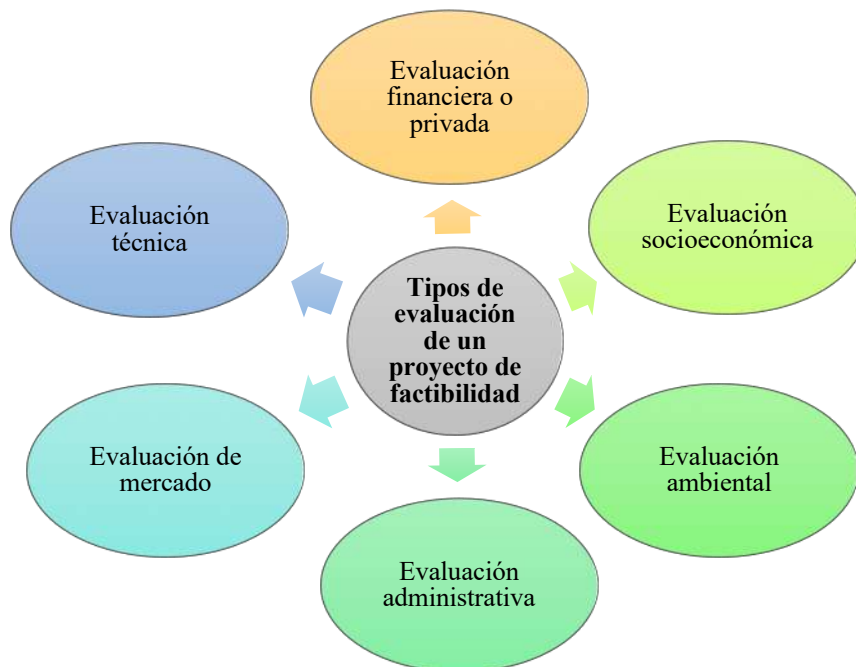 Evaluación
financiera o
privada
Evaluación
socioeconómica
Evaluación
ambiental
Evaluación
administrativa
Evaluación de
mercado
Evaluación
técnica
Tipos de
evaluación
de un
proyecto de
factibilidad